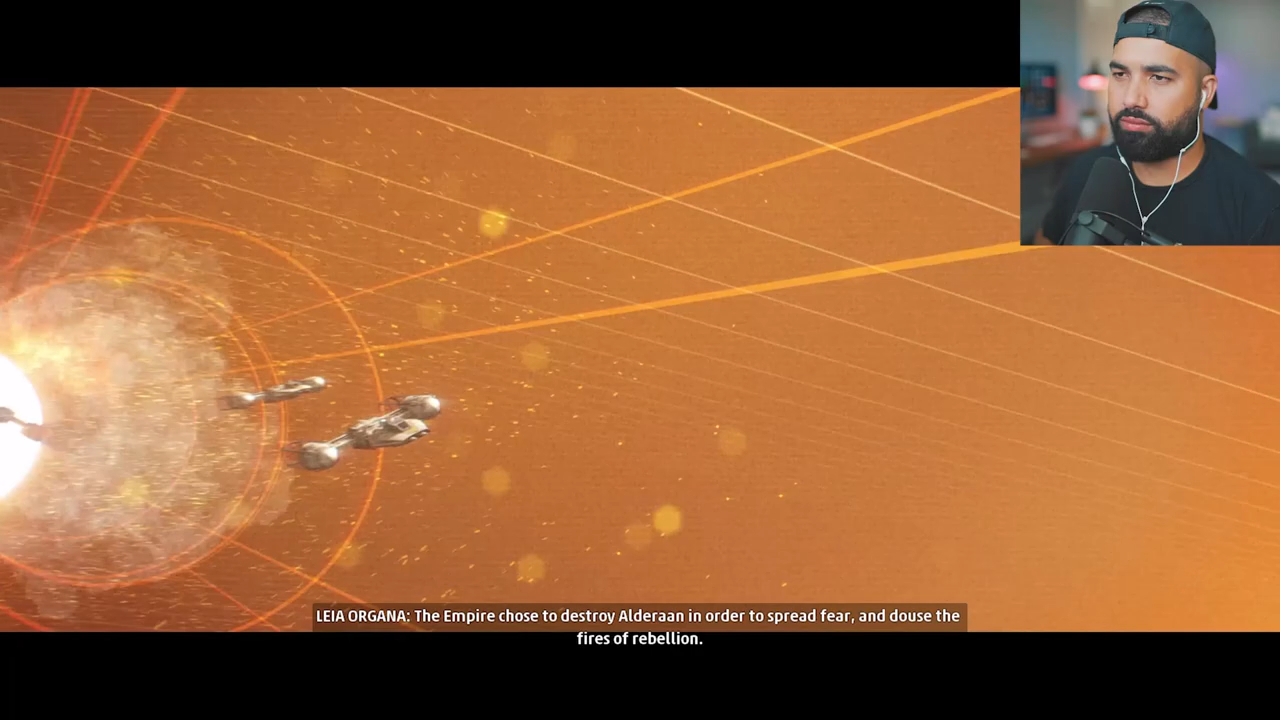 LEIA ORGANA: The Empire chose to destroy Alderaan in order to spread fear, and douse the
fires of rebellion.